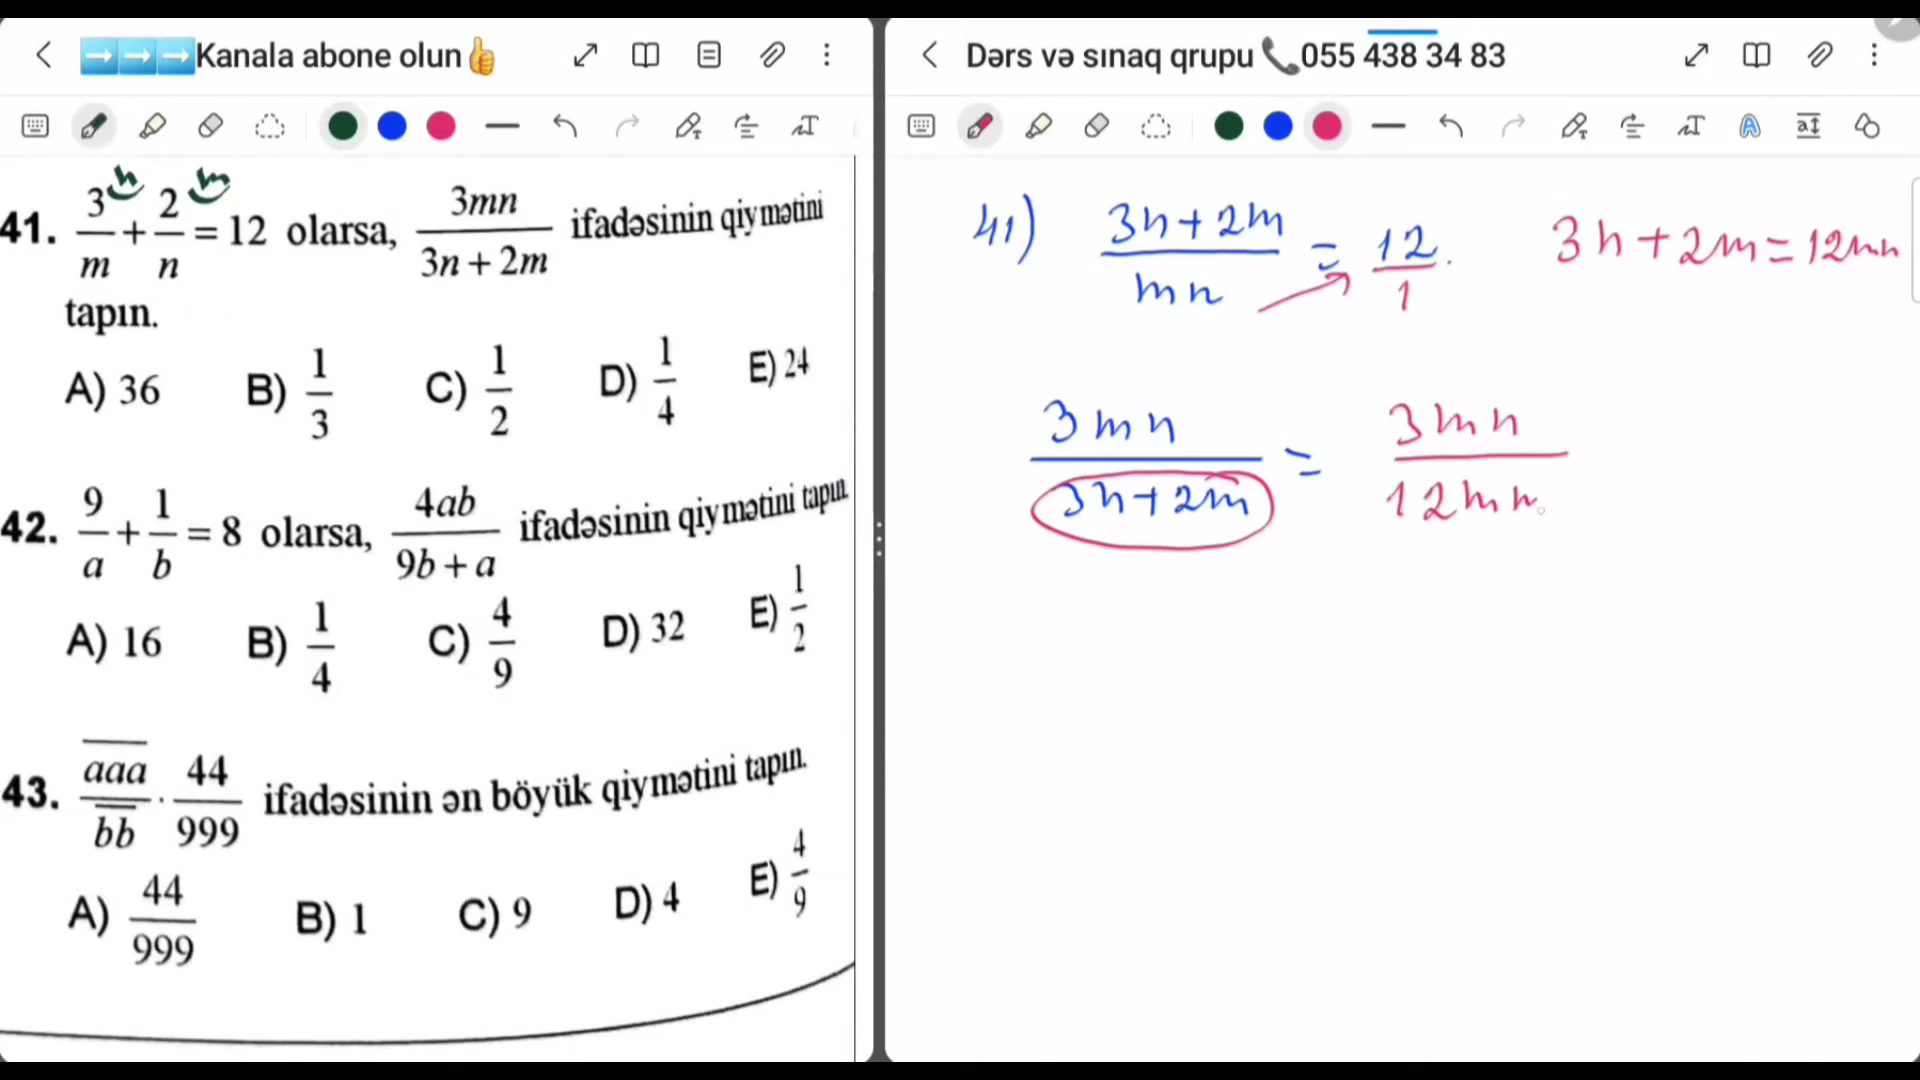 ➡️➡️➡️Kanala abone olun👍
41. 3/m + 2/n = 12 olarsa, 3mn/(3n + 2m) ifadəsinin qiymətini
n m
tapın.
A) 36 B) 1/3 C) 1/2 D) 1/4 E) 24
42. 9/a + 1/b = 8 olarsa, 4ab/(9b + a) ifadəsinin qiymətini tapın.
A) 16 B) 1/4 C) 4/9 D) 32 E) 1/2
43. aaa/bb · 44/999 ifadəsinin ən böyük qiymətini tapın.
A) 44/999 B) 1 C) 9 D) 4 E) 4/9
Dərs və sınaq qrupu 📞055 438 34 83
41) (3n + 2m)/mn = 12/1 . 3n + 2m = 12mn
3mn/(3n + 2m) = 3mn/12mn